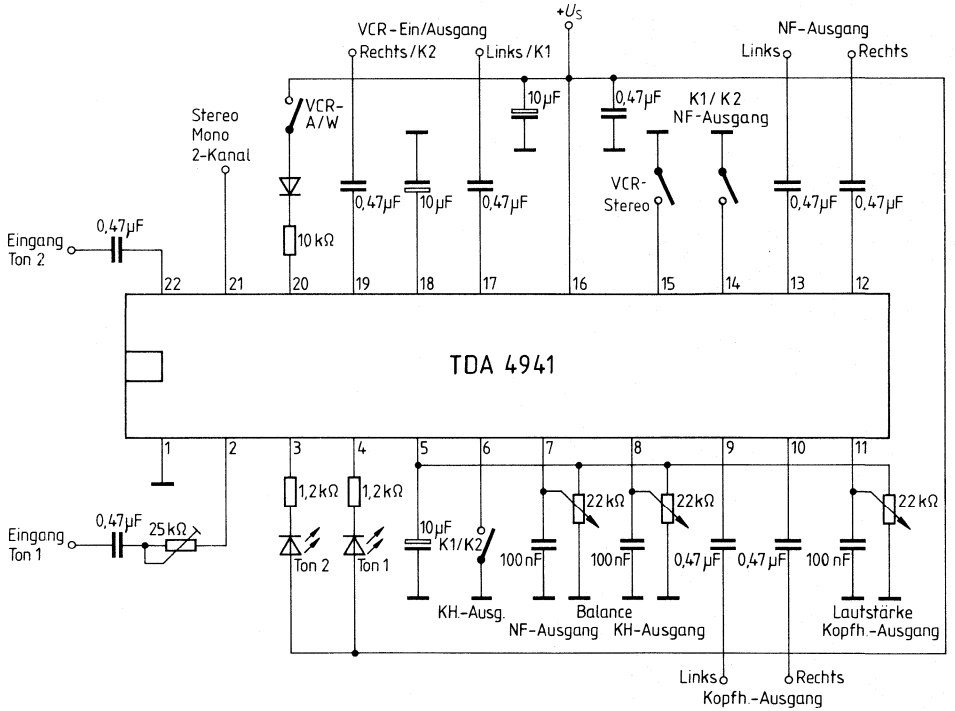 +Us
VCR-Ein/Ausgang
NF-Ausgang
Rechts/K2
Links/K1
Links
Rechts
VCR-
A/W
10µF
0,47µF
K1/K2
NF-Ausgang
Stereo
Mono
2-Kanal
VCR-
Stereo
0,47µF
10µF
0,47µF
0,47µF
0,47µF
0,47µF
Eingang
Ton 2
10kΩ
22
21
20
19
18
17
16
15
14
13
12
TDA 4941
1
2
3
4
5
6
7
8
9
10
11
1,2kΩ
1,2kΩ
22kΩ
22kΩ
22kΩ
Eingang
Ton 1
0,47µF
25kΩ
Ton 2
Ton 1
10µF
K1/K2
100nF
100nF
0,47µF
0,47µF
100nF
KH.-Ausg.
NF-Ausgang
Balance
KH-Ausgang
Lautstärke
Kopfh.-Ausgang
Links
Rechts
Kopfh.-Ausgang